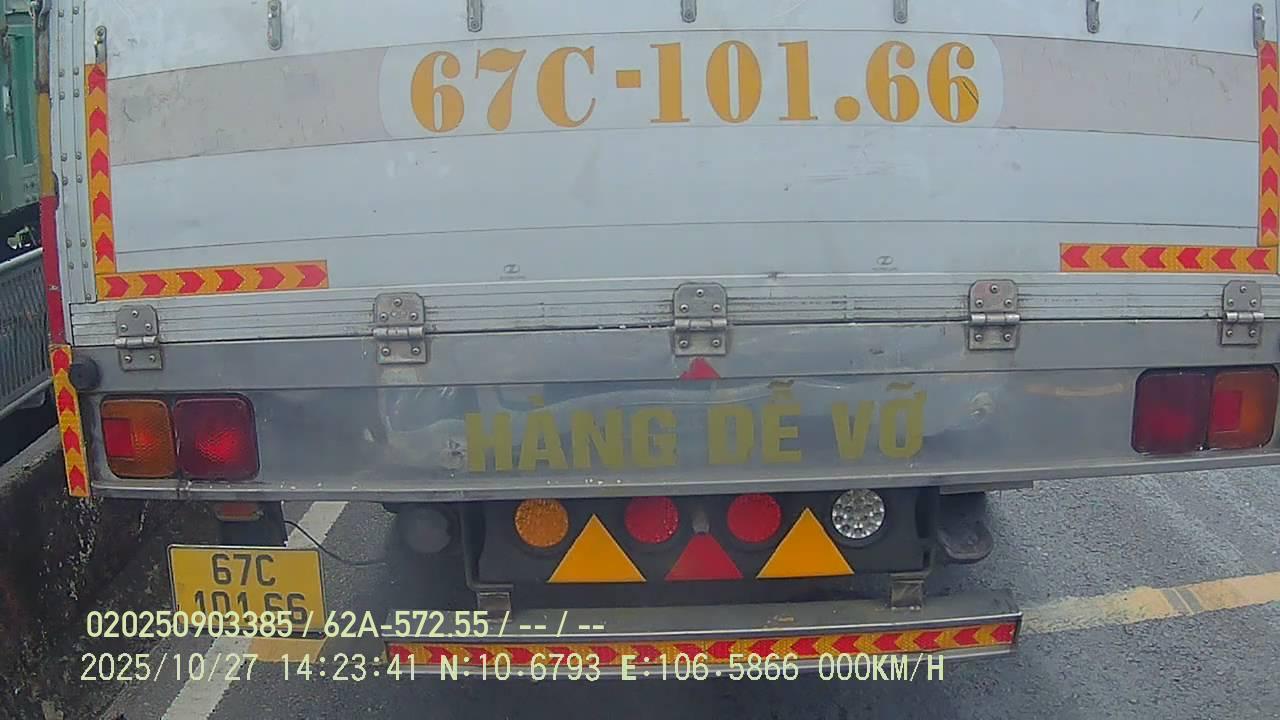 67C-101.66
HÀNG DỄ VỠ
67C
101.66
020250903385 / 62A-572.55 / -- / --
2025/10/27 14:23:41 N:10.6793 E:106.5866 000KM/H